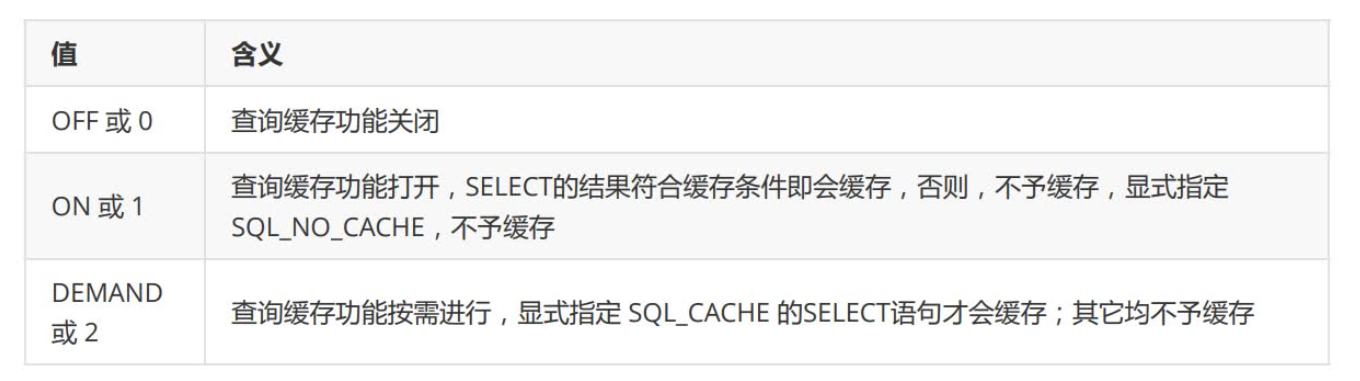 值 含义
OFF 或 0 查询缓存功能关闭
ON 或 1 查询缓存功能打开，SELECT的结果符合缓存条件即会缓存，否则，不予缓存，显式指定
SQL_NO_CACHE，不予缓存
DEMAND
或 2 查询缓存功能按需进行，显式指定 SQL_CACHE 的SELECT语句才会缓存；其它均不予缓存